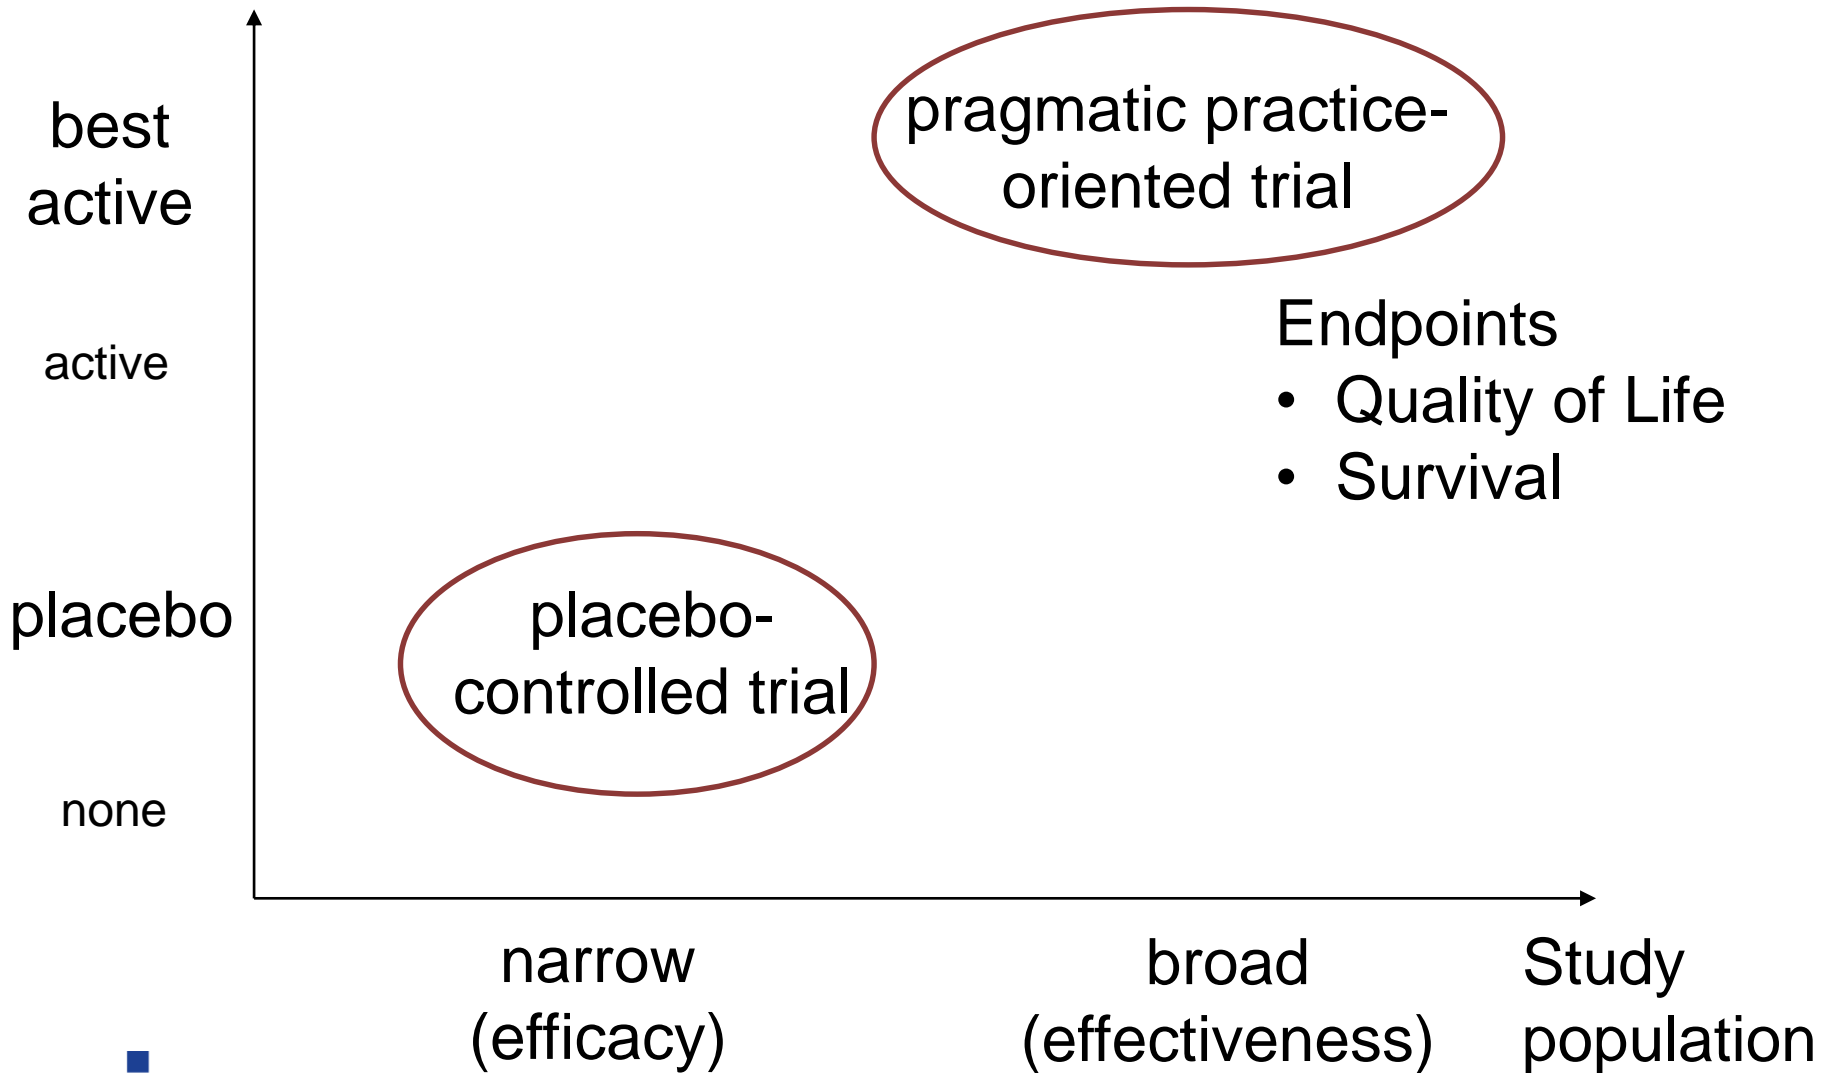 best
active
active
placebo
none
pragmatic practice-
oriented trial
Endpoints
• Quality of Life
• Survival
placebo-
controlled trial
narrow
(efficacy)
broad
(effectiveness)
Study
population